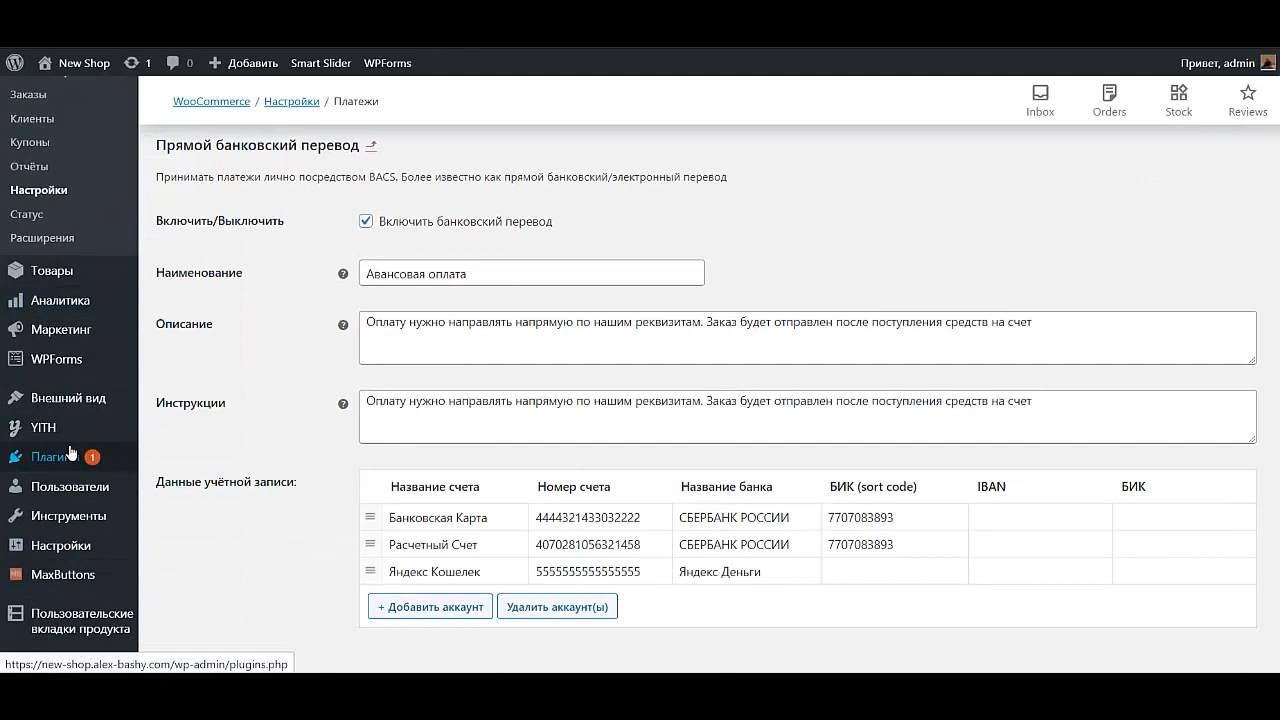 New Shop 1 0 Добавить Smart Slider WPForms Привет, admin
Заказы
Клиенты
Купоны
Отчёты
Настройки
Статус
Расширения
Товары
Аналитика
Маркетинг
WPForms
Внешний вид
YITH
Плагины 1
Пользователи
Инструменты
Настройки
MaxButtons
Пользовательские
вкладки продукта
WooCommerce / Настройки / Платежи
Inbox Orders Stock Reviews
Прямой банковский перевод
Принимать платежи лично посредством BACS. Более известно как прямой банковский/электронный перевод
Включить/Выключить Включить банковский перевод
Наименование ? Авансовая оплата
Описание ? Оплату нужно направлять напрямую по нашим реквизитам. Заказ будет отправлен после поступления средств на счет
Инструкции ? Оплату нужно направлять напрямую по нашим реквизитам. Заказ будет отправлен после поступления средств на счет
Данные учётной записи: Название счета Номер счета Название банка БИК (sort code) IBAN БИК
Банковская Карта 4444321433032222 СБЕРБАНК РОССИИ 7707083893
Расчетный Счет 4070281056321458 СБЕРБАНК РОССИИ 7707083893
Яндекс Кошелек 5555555555555555 Яндекс Деньги
+ Добавить аккаунт Удалить аккаунт(ы)
https://new-shop.alex-bashy.com/wp-admin/plugins.php